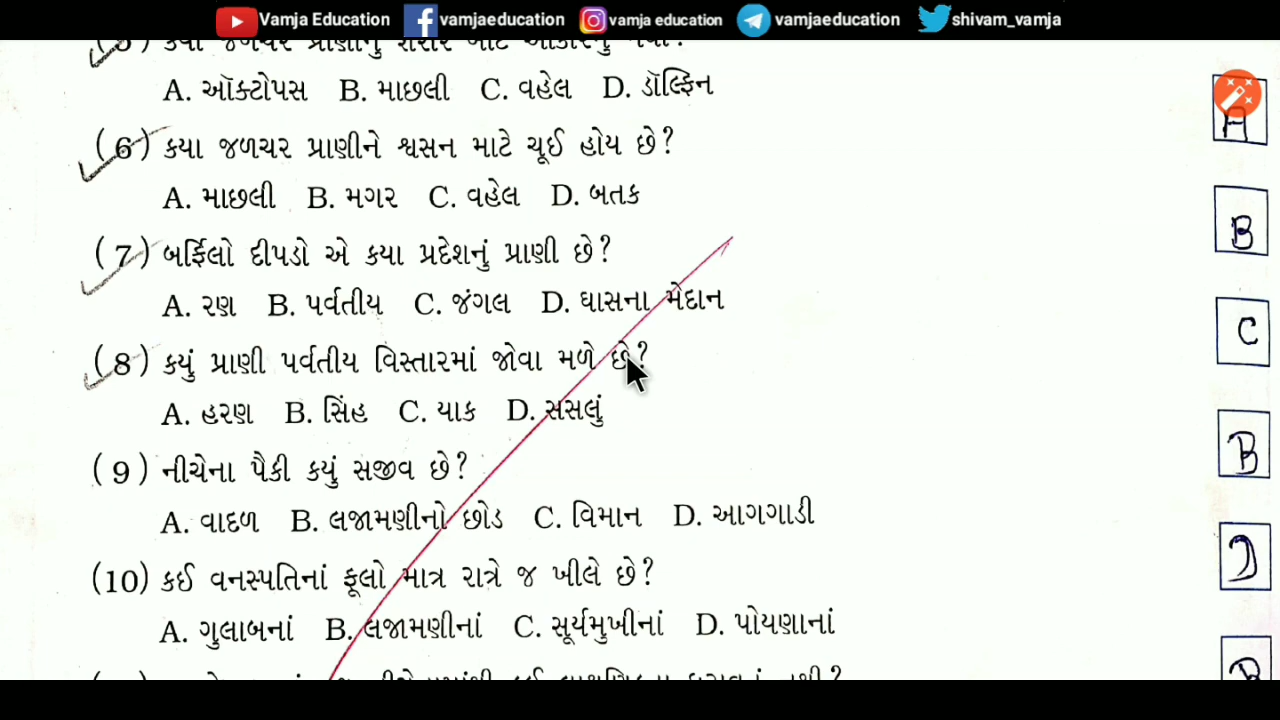 Vamja Education vamjaeducation vamja education vamjaeducation shivam_vamja
A. ઑક્ટોપસ B. માછલી C. વહેલ D. ડૉલ્ફિન
A
(6) કયા જળચર પ્રાણીને શ્વસન માટે ચૂઈ હોય છે?
A. માછલી B. મગર C. વહેલ D. બતક
B
(7) બર્ફિલો દીપડો એ કયા પ્રદેશનું પ્રાણી છે?
A. રણ B. પર્વતીય C. જંગલ D. ઘાસના મેદાન
C
(8) કયું પ્રાણી પર્વતીય વિસ્તારમાં જોવા મળે છે?
A. હરણ B. સિંહ C. યાક D. સસલું
B
(9) નીચેના પૈકી કયું સજીવ છે?
A. વાદળ B. લજામણીનો છોડ C. વિમાન D. આગગાડી
D
(10) કઈ વનસ્પતિનાં ફૂલો માત્ર રાત્રે જ ખીલે છે?
A. ગુલાબનાં B. લજામણીનાં C. સૂર્યમુખીનાં D. પોયણાનાં
B